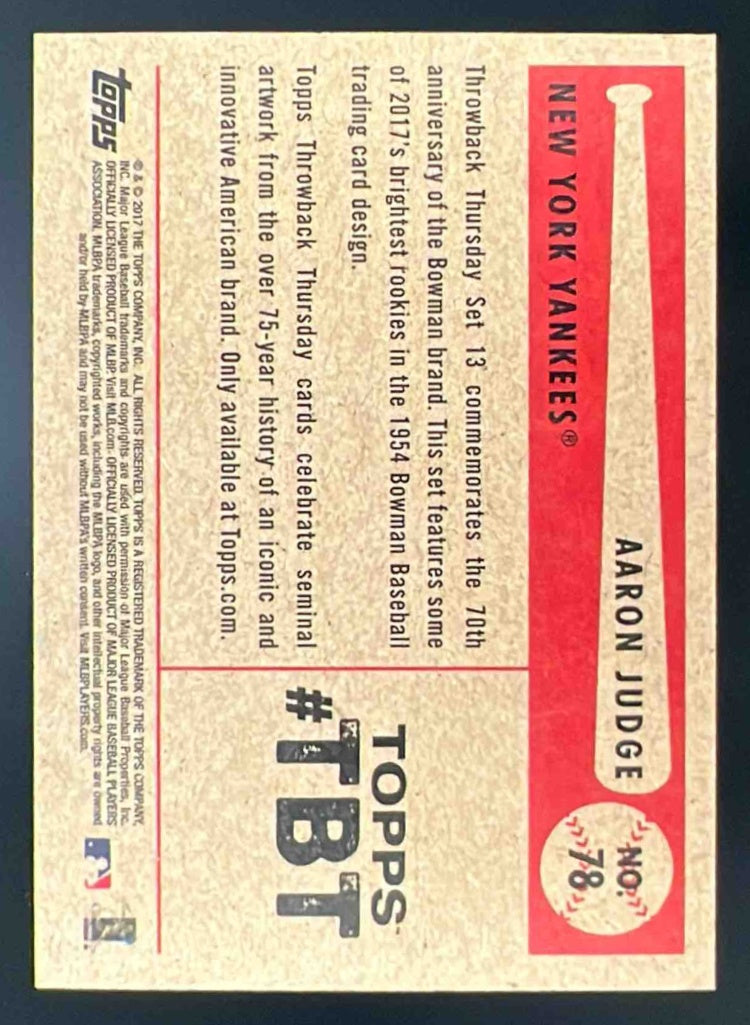 AARON JUDGE
NO.
78
NEW YORK YANKEES®
Throwback Thursday Set 13 commemorates the 70th
anniversary of the Bowman brand. This set features some
of 2017's brightest rookies in the 1954 Bowman Baseball
trading card design.
Topps Throwback Thursday cards celebrate seminal
artwork from the over 75-year history of an iconic and
innovative American brand. Only available at Topps.com.
TOPPS™
#TBT
topps
® & © 2017 THE TOPPS COMPANY, INC. ALL RIGHTS RESERVED. TOPPS IS A REGISTERED TRADEMARK OF THE TOPPS COMPANY,
INC. Major League Baseball trademarks and copyrights are used with permission of Major League Baseball Properties, Inc.
OFFICIALLY LICENSED PRODUCT OF MLBP. Visit MLB.com. OFFICIALLY LICENSED PRODUCT OF MAJOR LEAGUE BASEBALL PLAYERS
ASSOCIATION. MLBPA trademarks, copyrighted works, including the MLBPA logo, and other intellectual property rights are owned
and/or held by MLBPA and may not be used without MLBPA's written consent. Visit MLBPLAYERS.com.